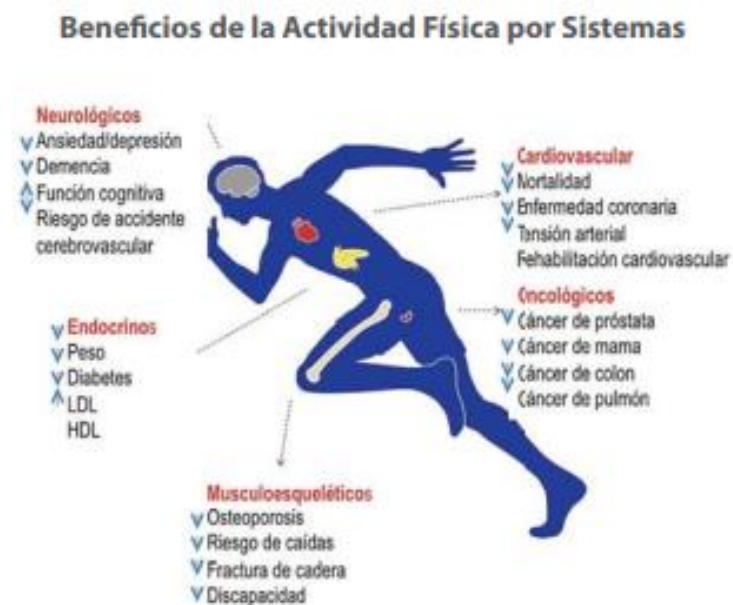 Beneficios de la Actividad Física por Sistemas
Neurológicos
Ansiedad/depresión
Demencia
Función cognitiva
Riesgo de accidente
cerebrovascular
Cardiovascular
Nortalidad
Enfermedad coronaria
Tensión arterial
Fehabilitación cardiovascular
Oncológicos
Cáncer de próstata
Cáncer de mama
Cáncer de colon
Cáncer de pulmón
Endocrinos
Peso
Diabetes
LDL
HDL
Musculoesqueléticos
Osteoporosis
Riesgo de caídas
Fractura de cadera
Discapacidad